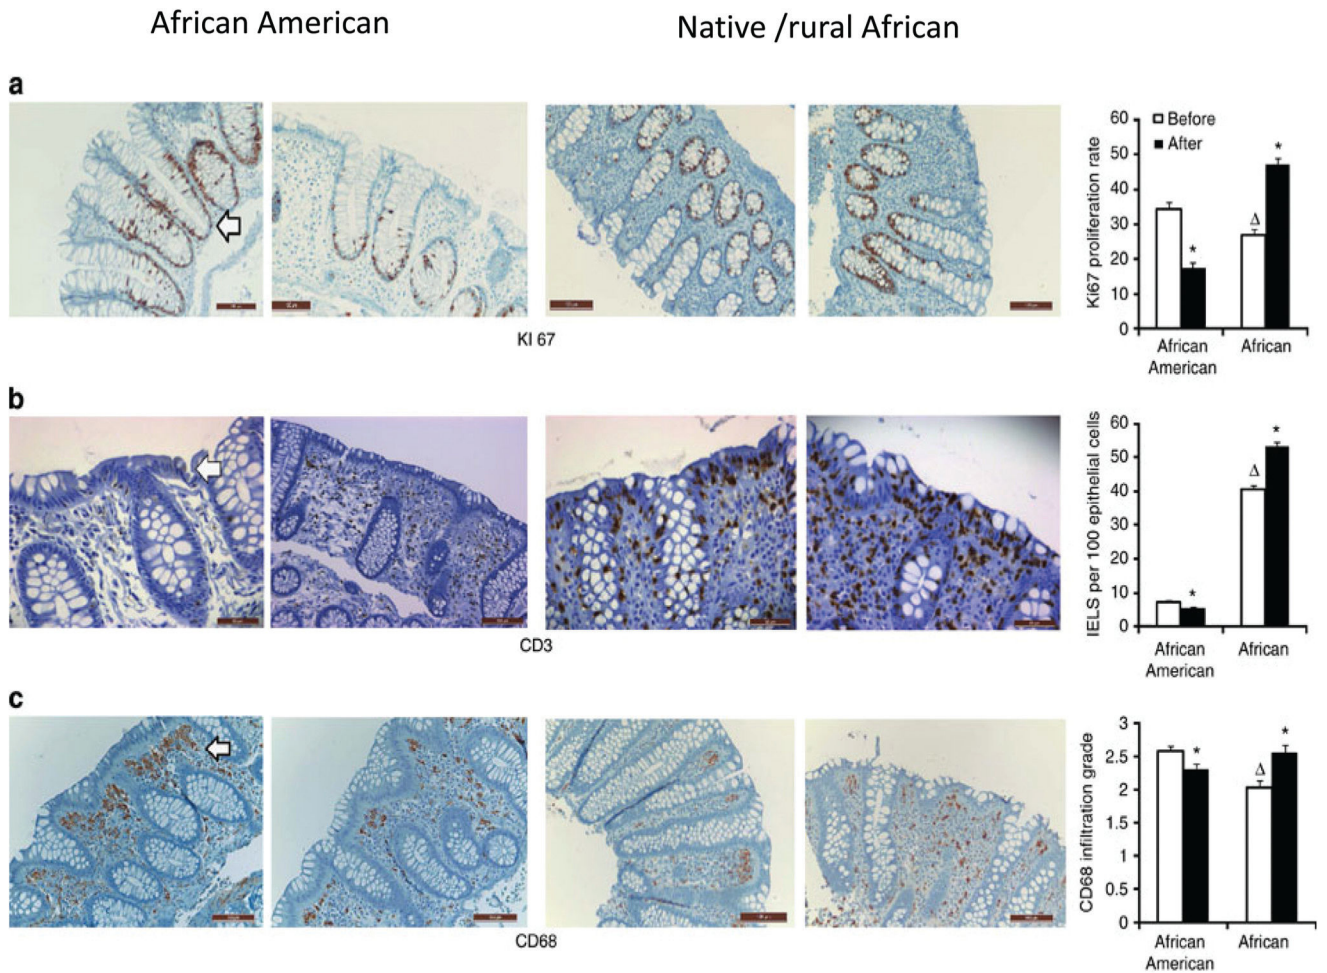 African American
Native /rural African
a
KI 67
60
50
40
30
20
10
0
Ki67 proliferation rate
Before
After
*
Δ
*
African
American
African
b
CD3
60
50
40
30
20
10
0
IELS per 100 epithelial cells
*
Δ
*
African
American
African
c
CD68
3
2.5
2
1.5
1
0.5
0
CD68 infiltration grade
*
Δ
*
African
American
African